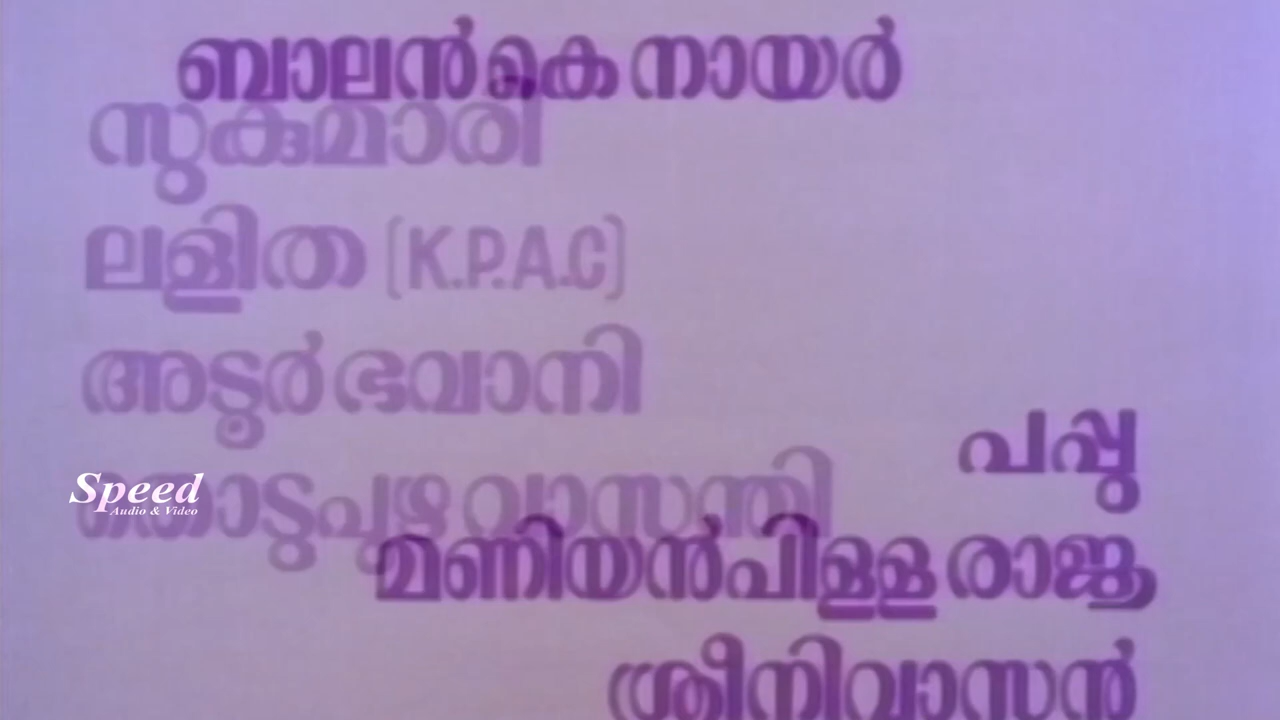 ബാലൻ കെ നായർ
സുകുമാരി
ലളിത (K.P.A.C)
അടൂർ ഭവാനി
പപ്പു
തൊടുപുഴ വാസന്തി
Speed
Audio & Video
മണിയൻപിള്ള രാജു
ശ്രീനിവാസൻ